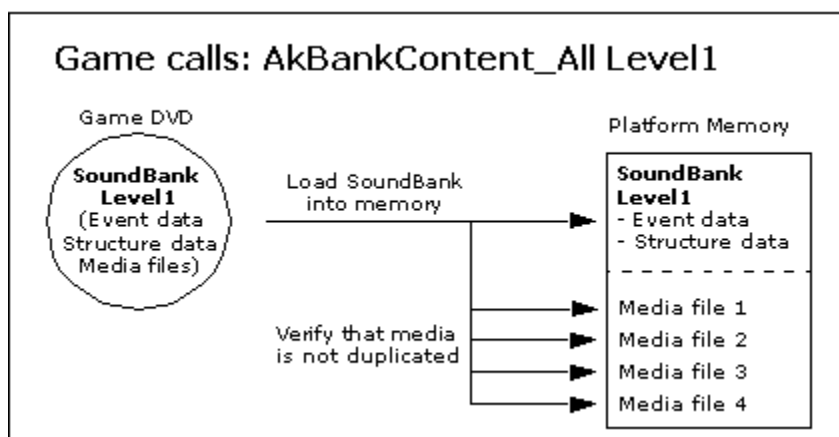 Game calls: AkBankContent_All Level1
Game DVD
SoundBank
Level1
(Event data
Structure data
Media files)
Load SoundBank
into memory
Verify that media
is not duplicated
Platform Memory
SoundBank
Level1
- Event data
- Structure data
Media file 1
Media file 2
Media file 3
Media file 4